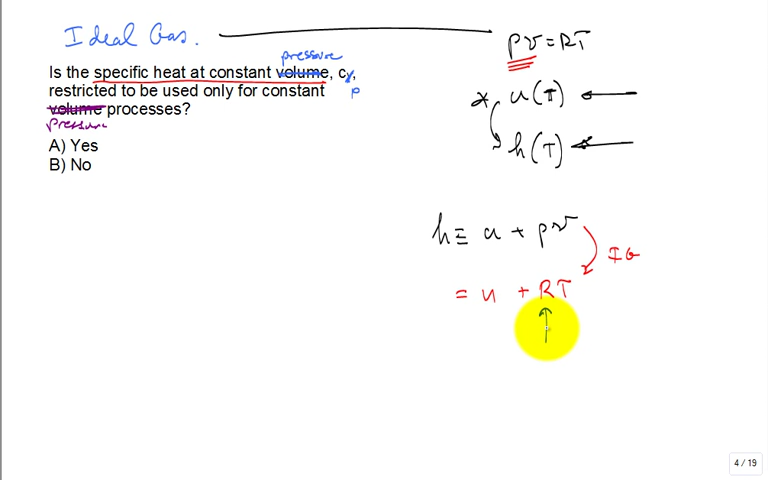 Ideal Gas.
pv = RT
pressure
Is the specific heat at constant volume, cv,
p
restricted to be used only for constant
volume processes?
pressure
A) Yes
B) No
* u(T)
h(T)
h ≡ u + pv
IG
= u + RT
4 / 19